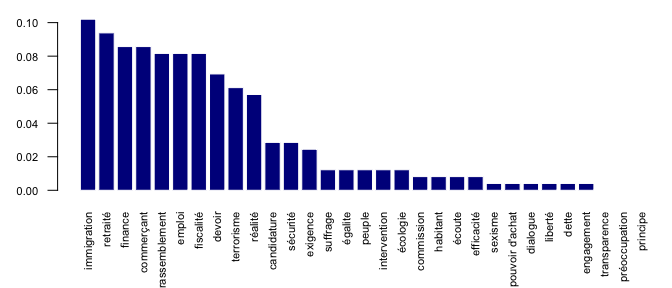 0.10
0.08
0.06
0.04
0.02
0.00
immigration
retraité
finance
commerçant
rassemblement
emploi
fiscalité
devoir
terrorisme
réalité
candidature
sécurité
exigence
suffrage
égalite
peuple
intervention
écologie
commission
habitant
écoute
efficacité
sexisme
pouvoir d'achat
dialogue
liberté
dette
engagement
transparence
préoccupation
principe